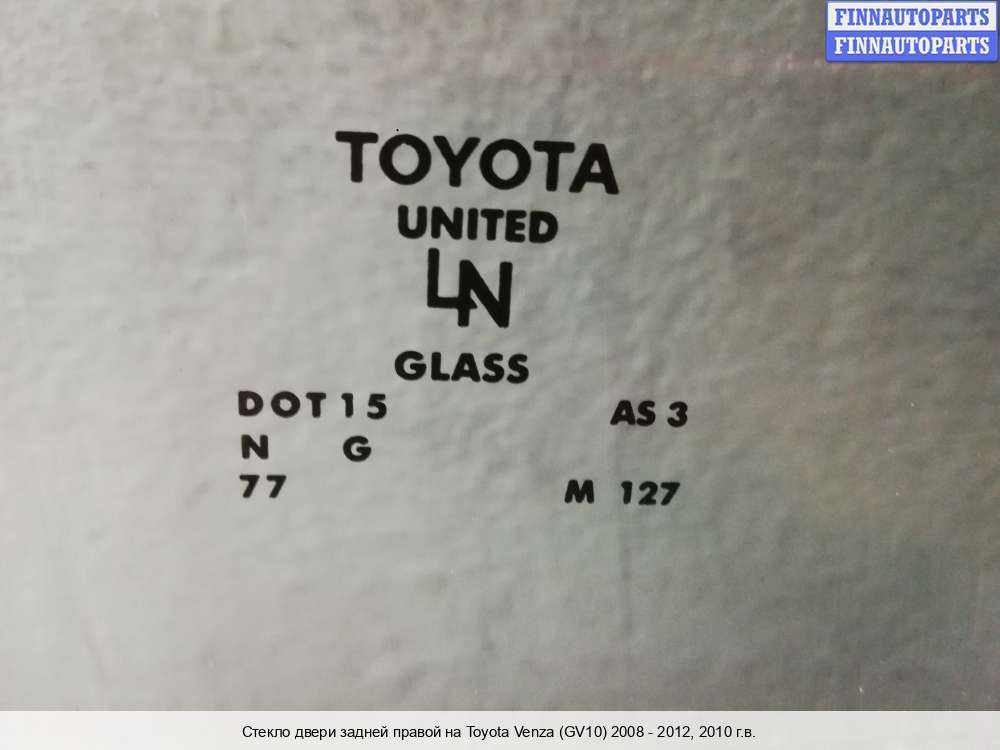 FINNAUTOPARTS
FINNAUTOPARTS
TOYOTA
UNITED
LN
GLASS
DOT 15 AS 3
N G
77 M 127
Стекло двери задней правой на Toyota Venza (GV10) 2008 - 2012, 2010 г.в.